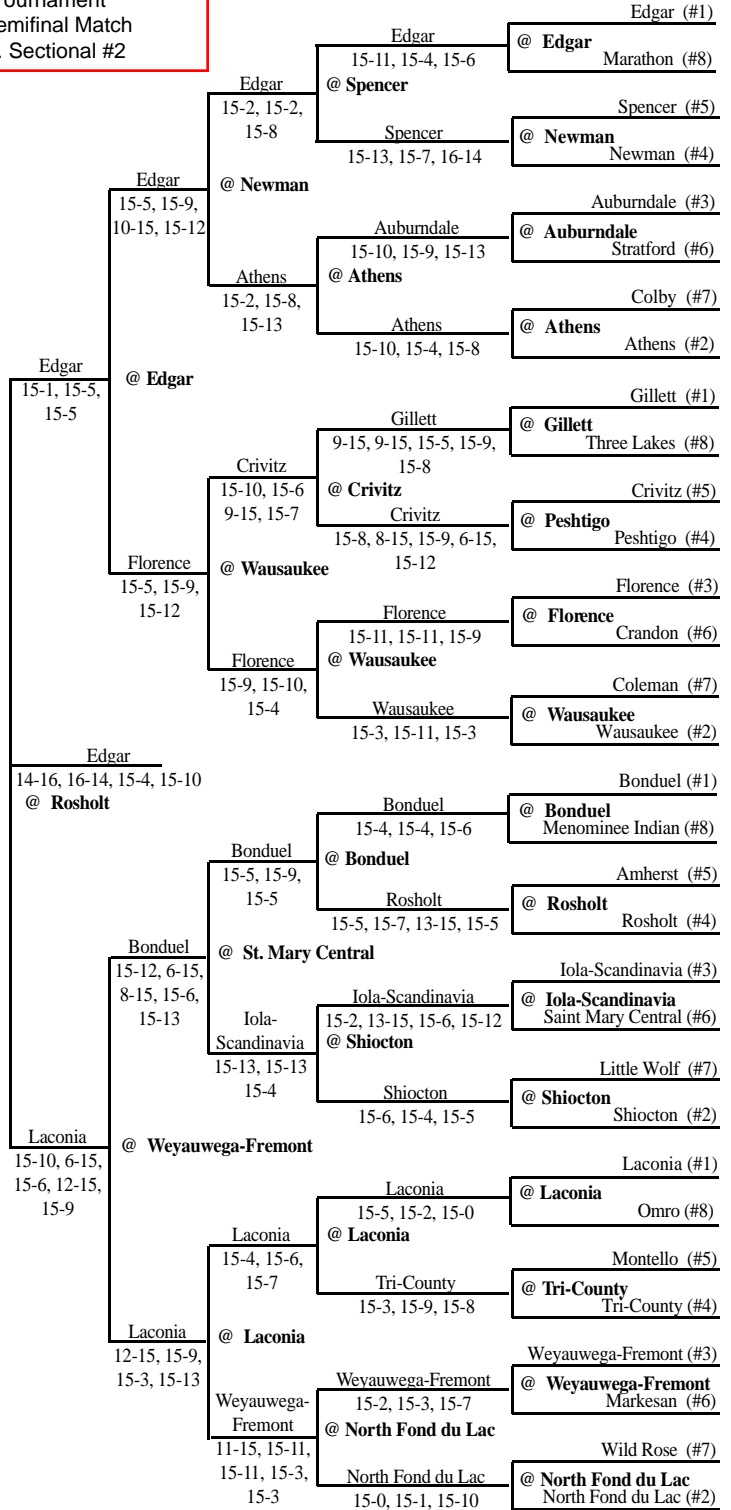 ournament
emifinal Match
. Sectional #2
Edgar (#1)
@ Edgar
Marathon (#8)
Edgar
15-11, 15-4, 15-6
@ Spencer
Spencer (#5)
@ Newman
Newman (#4)
Spencer
15-13, 15-7, 16-14
Edgar
15-2, 15-2,
15-8
@ Newman
Auburndale (#3)
@ Auburndale
Stratford (#6)
Auburndale
15-10, 15-9, 15-13
@ Athens
Colby (#7)
@ Athens
Athens (#2)
Athens
15-10, 15-4, 15-8
Athens
15-2, 15-8,
15-13
Edgar
15-5, 15-9,
10-15, 15-12
@ Edgar
Edgar
15-1, 15-5,
15-5
Gillett (#1)
@ Gillett
Three Lakes (#8)
Gillett
9-15, 9-15, 15-5, 15-9,
15-8
@ Crivitz
Crivitz (#5)
@ Peshtigo
Peshtigo (#4)
Crivitz
15-8, 8-15, 15-9, 6-15,
15-12
Crivitz
15-10, 15-6
9-15, 15-7
@ Wausaukee
Florence (#3)
@ Florence
Crandon (#6)
Florence
15-11, 15-11, 15-9
@ Wausaukee
Coleman (#7)
@ Wausaukee
Wausaukee (#2)
Wausaukee
15-3, 15-11, 15-3
Florence
15-9, 15-10,
15-4
Florence
15-5, 15-9,
15-12
Edgar
14-16, 16-14, 15-4, 15-10
@ Rosholt
Bonduel (#1)
@ Bonduel
Menominee Indian (#8)
Bonduel
15-4, 15-4, 15-6
@ Bonduel
Amherst (#5)
@ Rosholt
Rosholt (#4)
Rosholt
15-5, 15-7, 13-15, 15-5
Bonduel
15-5, 15-9,
15-5
@ St. Mary Central
Iola-Scandinavia (#3)
@ Iola-Scandinavia
Saint Mary Central (#6)
Iola-Scandinavia
15-2, 13-15, 15-6, 15-12
@ Shiocton
Little Wolf (#7)
@ Shiocton
Shiocton (#2)
Shiocton
15-6, 15-4, 15-5
Iola-
Scandinavia
15-13, 15-13
15-4
Bonduel
15-12, 6-15,
8-15, 15-6,
15-13
@ Weyauwega-Fremont
Laconia
15-10, 6-15,
15-6, 12-15,
15-9
Laconia (#1)
@ Laconia
Omro (#8)
Laconia
15-5, 15-2, 15-0
@ Laconia
Montello (#5)
@ Tri-County
Tri-County (#4)
Tri-County
15-3, 15-9, 15-8
Laconia
15-4, 15-6,
15-7
@ Laconia
Weyauwega-Fremont (#3)
@ Weyauwega-Fremont
Markesan (#6)
Weyauwega-Fremont
15-2, 15-3, 15-7
@ North Fond du Lac
Wild Rose (#7)
@ North Fond du Lac
North Fond du Lac (#2)
North Fond du Lac
15-0, 15-1, 15-10
Weyauwega-
Fremont
11-15, 15-11,
15-11, 15-3,
15-3
Laconia
12-15, 15-9,
15-3, 15-13